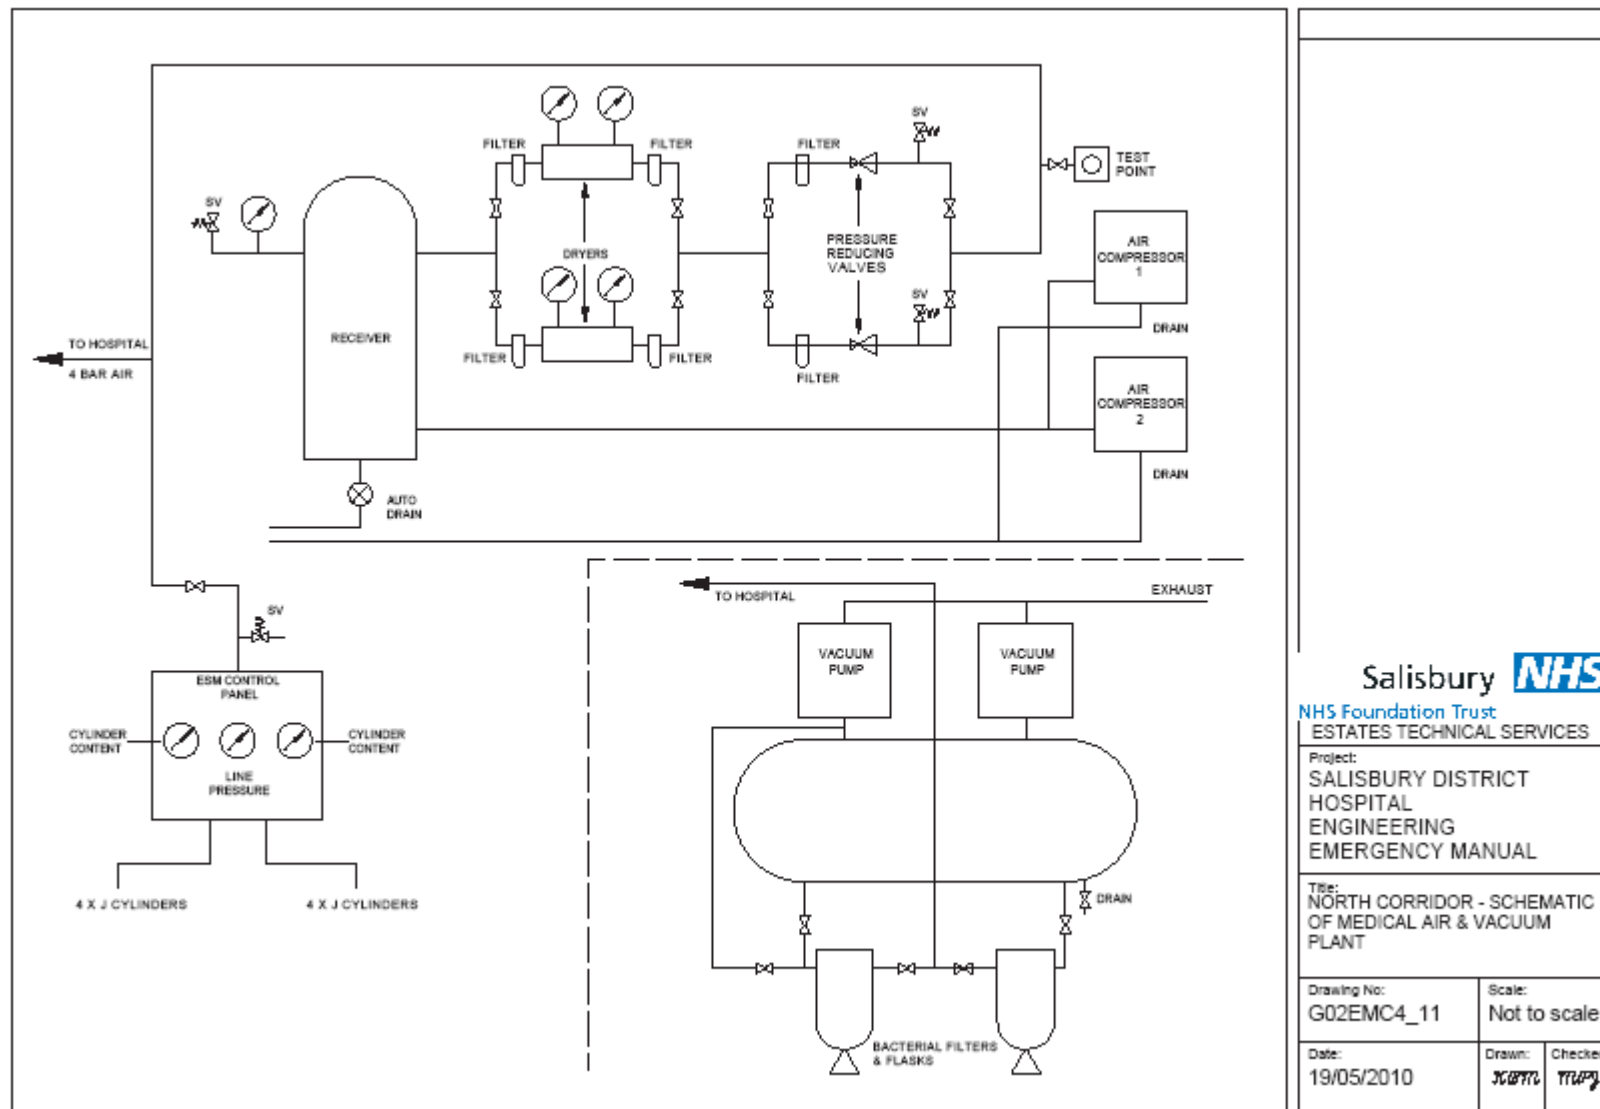 FILTER
FILTER
FILTER
SV
TEST
POINT
SV
DRYERS
PRESSURE
REDUCING
VALVES
AIR
COMPRESSOR
1
SV
DRAIN
RECEIVER
TO HOSPITAL
4 BAR AIR
FILTER
FILTER
FILTER
AIR
COMPRESSOR
2
DRAIN
AUTO
DRAIN
TO HOSPITAL
EXHAUST
SV
VACUUM
PUMP
VACUUM
PUMP
ESM CONTROL
PANEL
CYLINDER
CONTENT
CYLINDER
CONTENT
LINE
PRESSURE
4 X J CYLINDERS
4 X J CYLINDERS
DRAIN
BACTERIAL FILTERS
& FLASKS
Salisbury NHS
NHS Foundation Trust
ESTATES TECHNICAL SERVICES
Project:
SALISBURY DISTRICT
HOSPITAL
ENGINEERING
EMERGENCY MANUAL
Title:
NORTH CORRIDOR - SCHEMATIC
OF MEDICAL AIR & VACUUM
PLANT
Drawing No:
G02EMC4_11
Scale:
Not to scale
Date:
19/05/2010
Drawn: